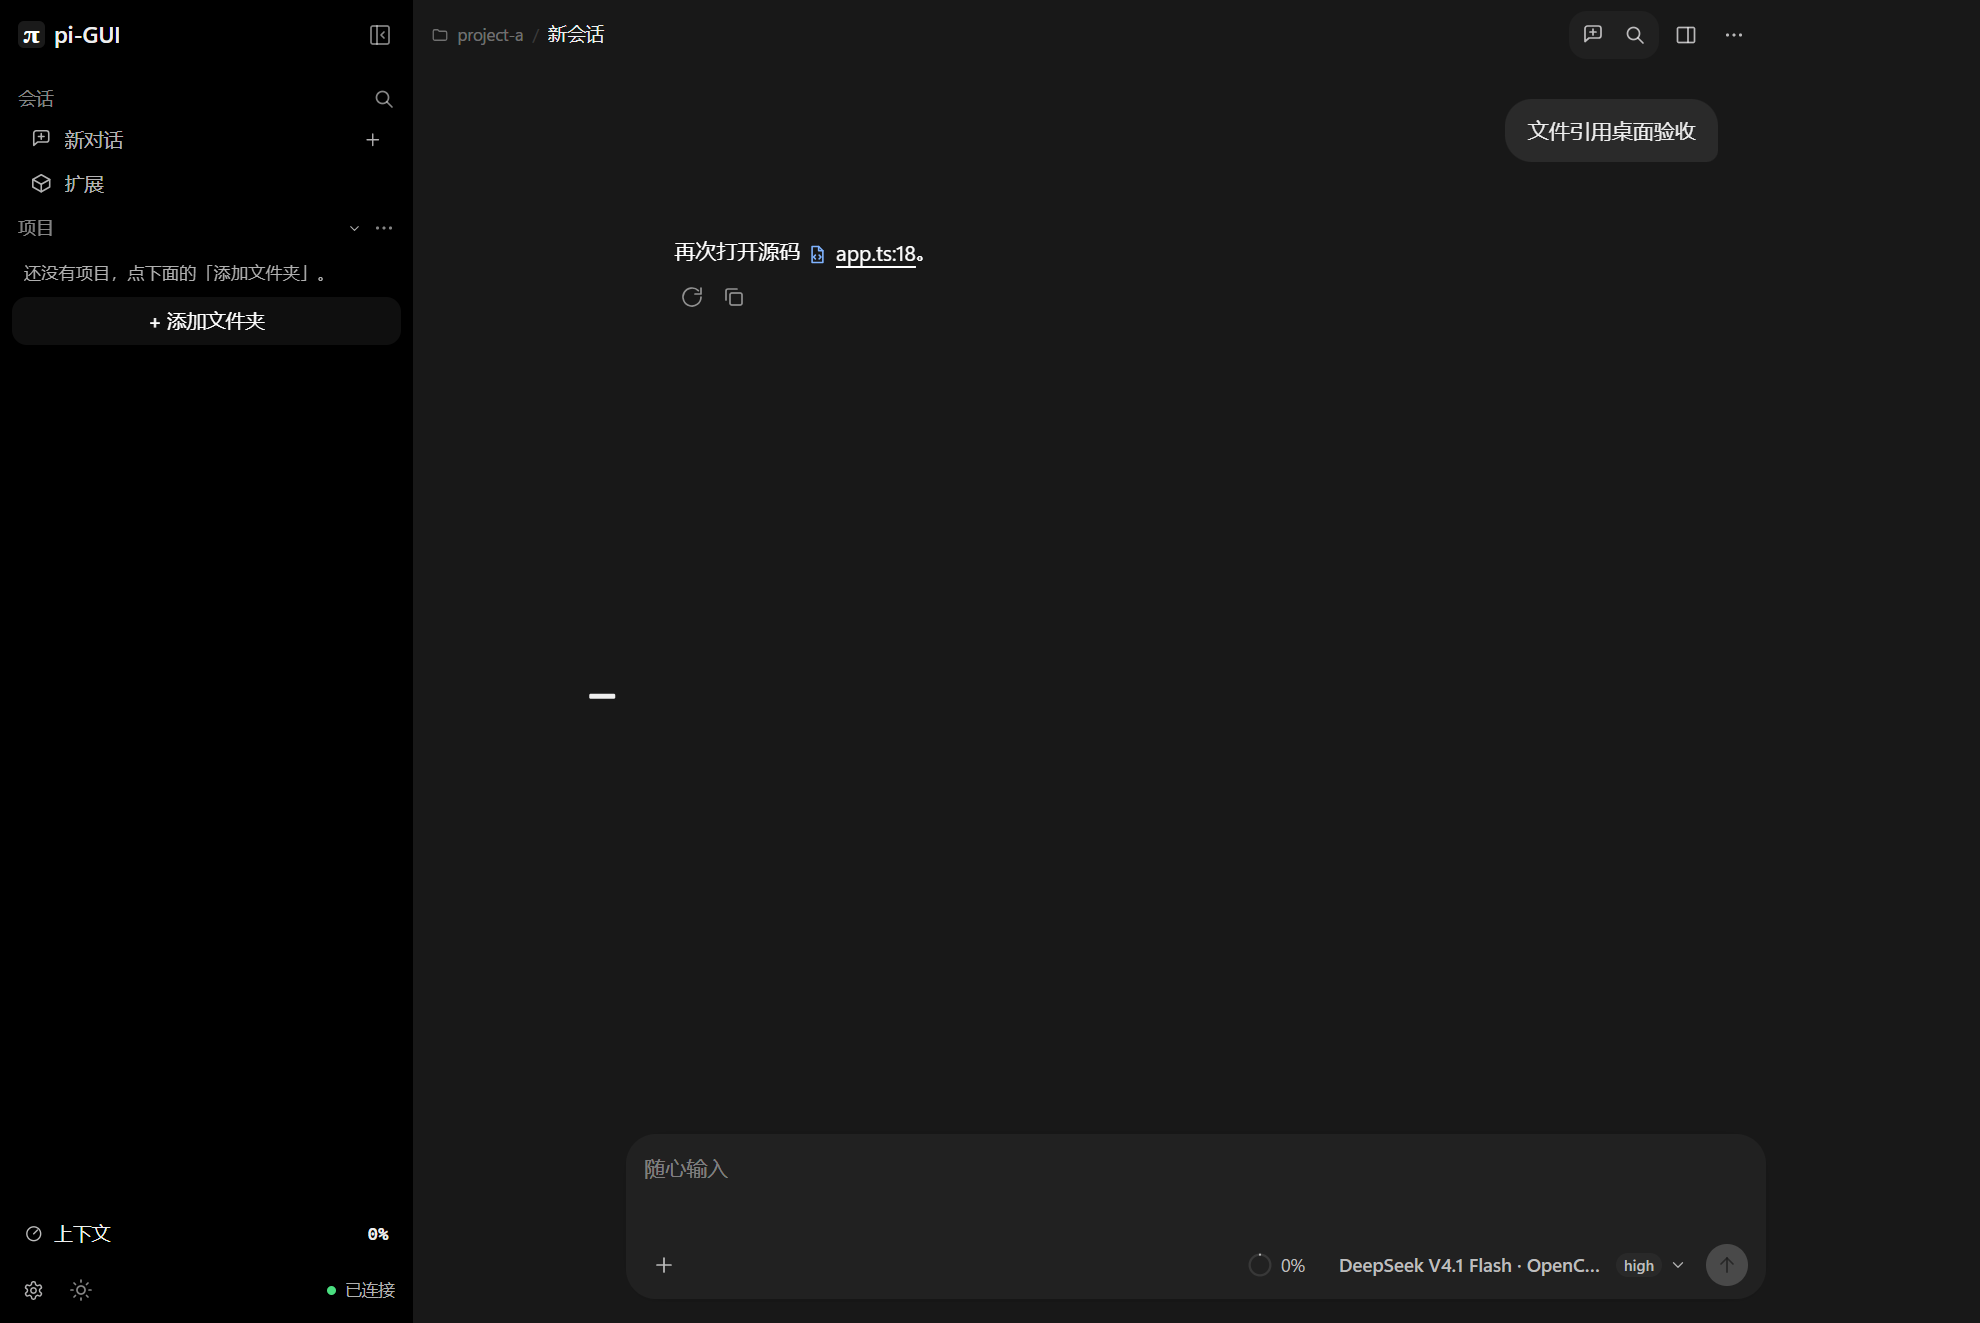 π pi-GUI
会话
新对话
扩展
项目
还没有项目，点下面的「添加文件夹」。
+ 添加文件夹
上下文 0%
已连接
project-a / 新会话
文件引用桌面验收
再次打开源码 app.ts:18。
随心输入
0% DeepSeek V4.1 Flash · OpenC... high